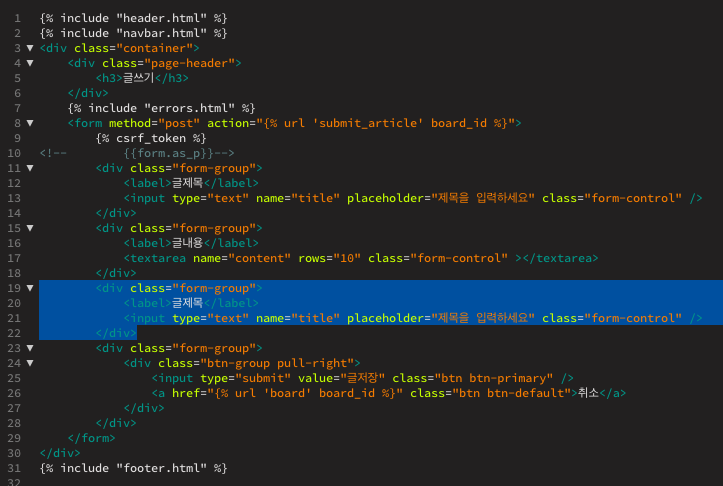 1 {% include "header.html" %}
2 {% include "navbar.html" %}
3 <div class="container">
4 <div class="page-header">
5 <h3>글쓰기</h3>
6 </div>
7 {% include "errors.html" %}
8 <form method="post" action="{% url 'submit_article' board_id %}">
9 {% csrf_token %}
10 <!-- {{form.as_p}}-->
11 <div class="form-group">
12 <label>글제목</label>
13 <input type="text" name="title" placeholder="제목을 입력하세요" class="form-control" />
14 </div>
15 <div class="form-group">
16 <label>글내용</label>
17 <textarea name="content" rows="10" class="form-control" ></textarea>
18 </div>
19 <div class="form-group">
20 <label>글제목</label>
21 <input type="text" name="title" placeholder="제목을 입력하세요" class="form-control" />
22 </div>
23 <div class="form-group">
24 <div class="btn-group pull-right">
25 <input type="submit" value="글저장" class="btn btn-primary" />
26 <a href="{% url 'board' board_id %}" class="btn btn-default">취소</a>
27 </div>
28 </div>
29 </form>
30 </div>
31 {% include "footer.html" %}
32